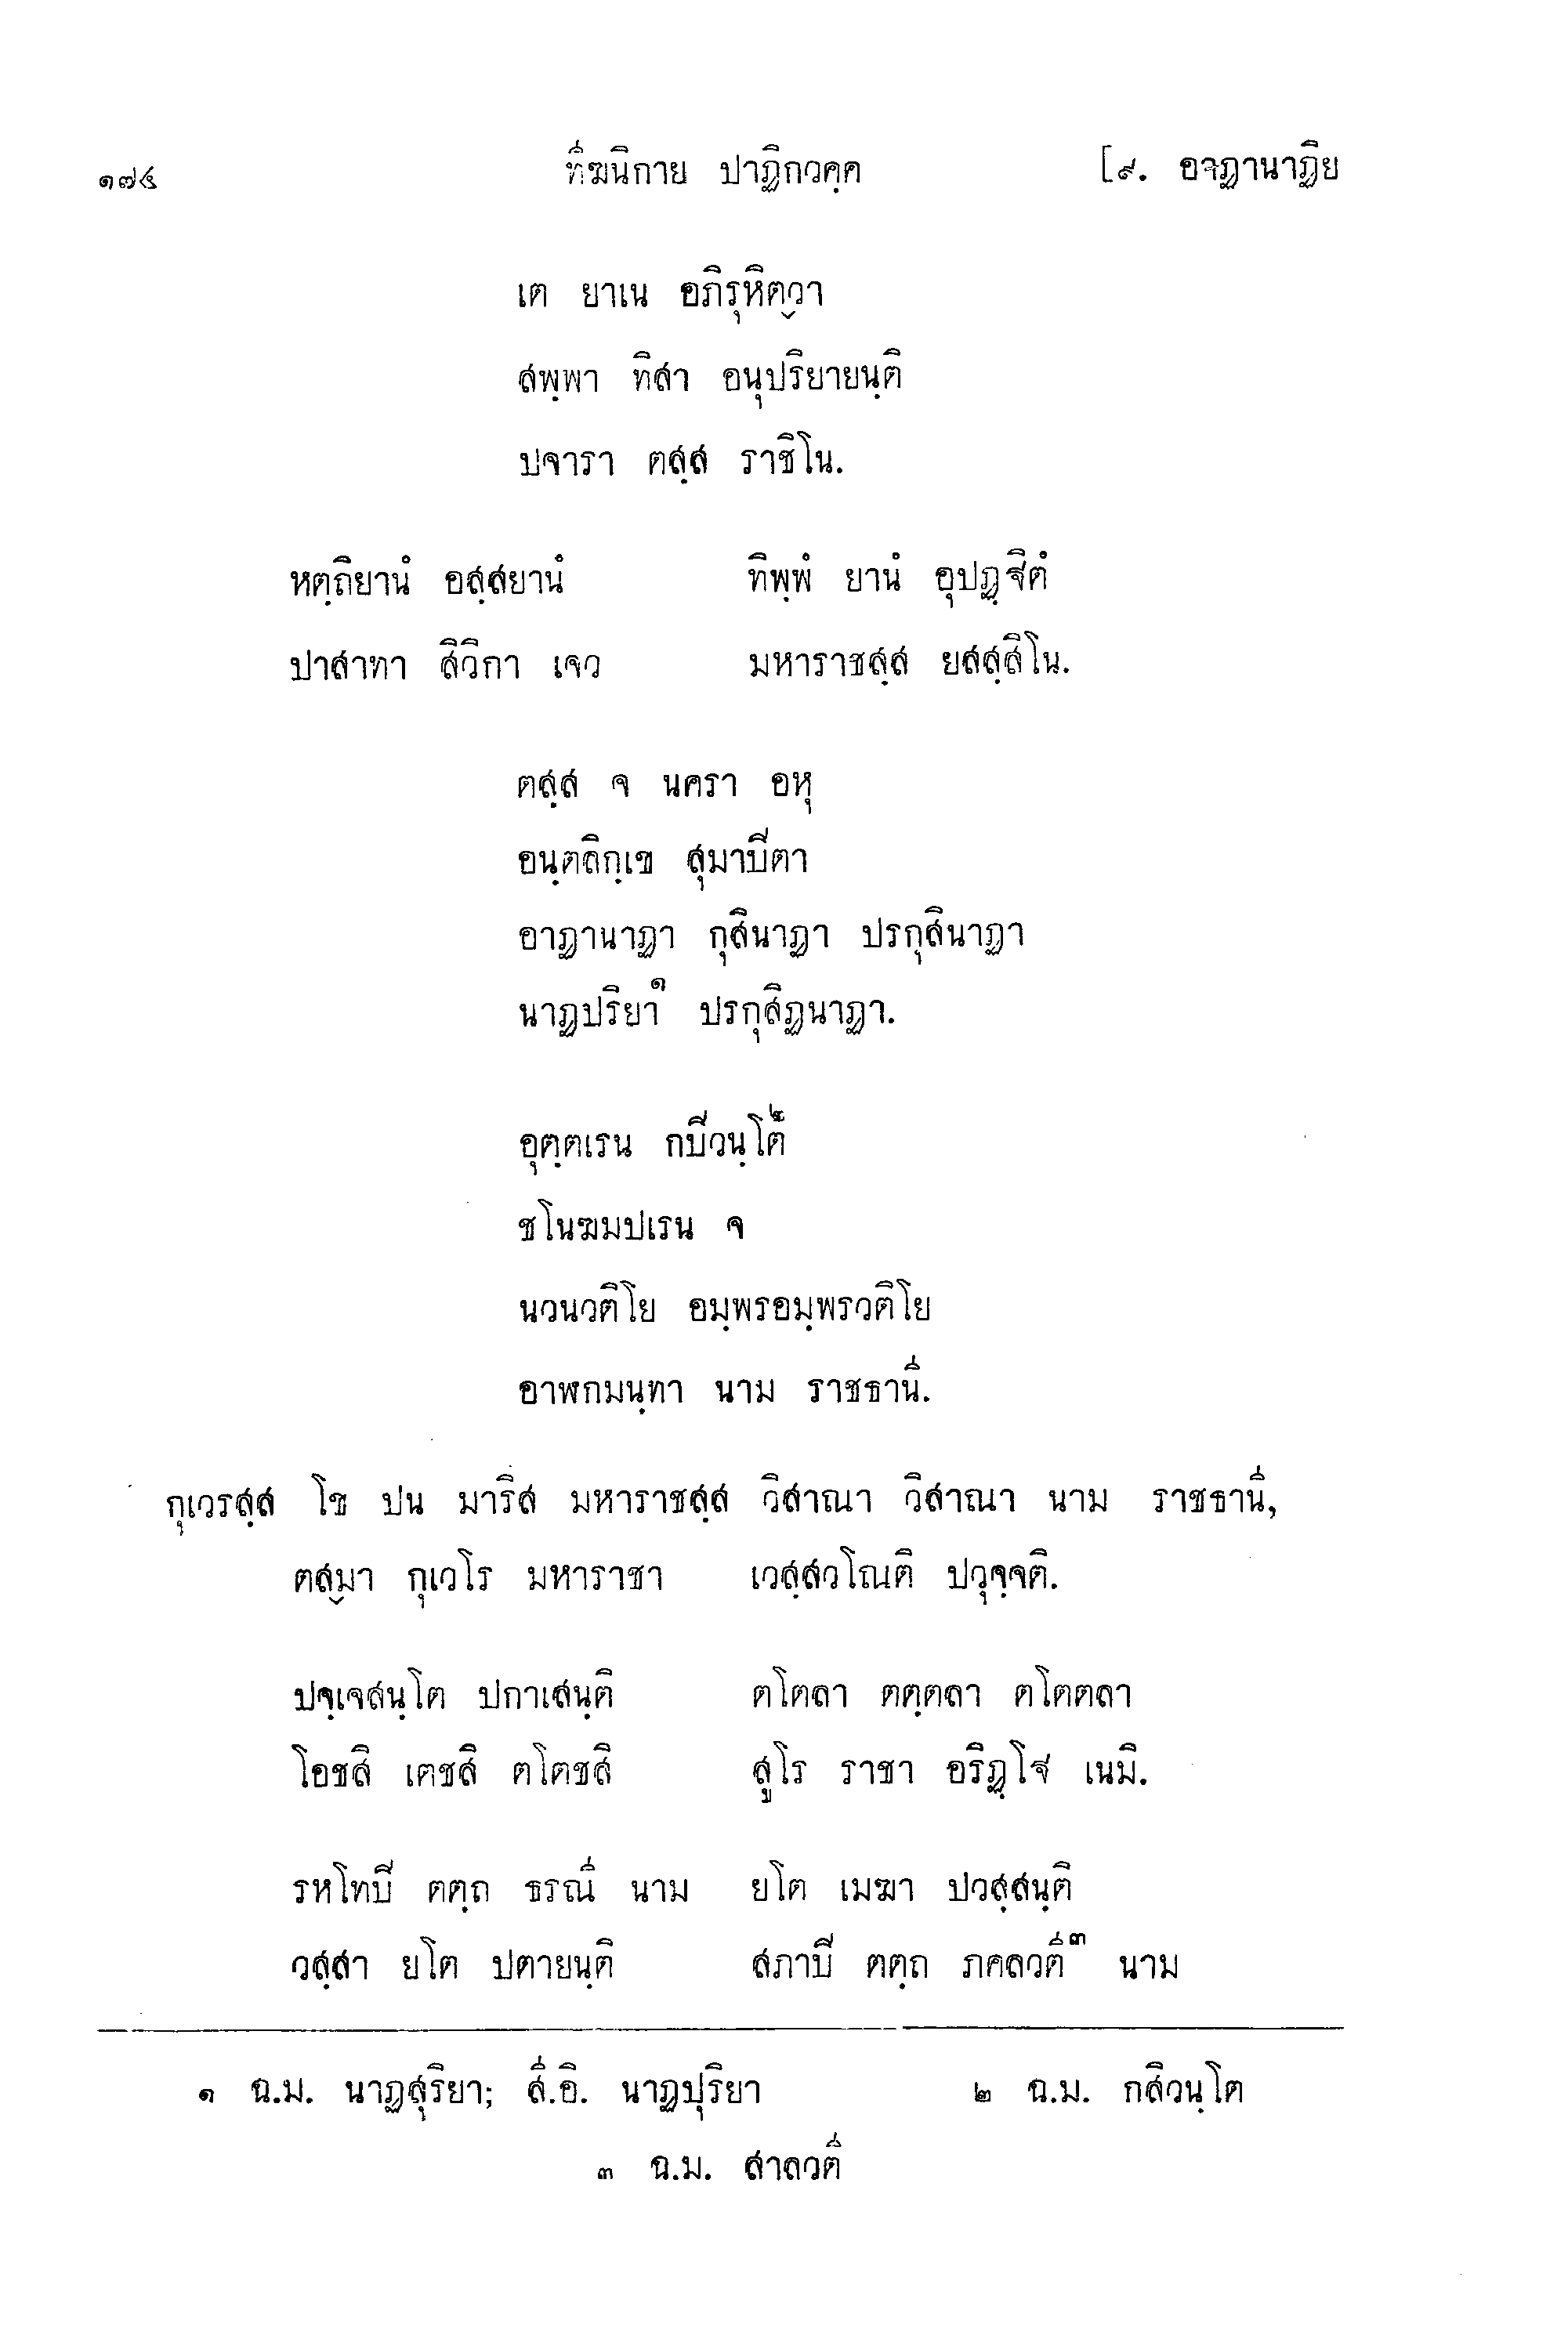 ๑๗๔ ทีฆนิกาย ปาฏิกวคฺค [๙. อาฏานาฏิย
เต ยาเน อภิรุหิตฺวา
สพฺพา ทิสา อนุปริยายนฺติ
ปจารา ตสฺส ราชิโน.
หตฺถิยานํ อสฺสยานํ ทิพฺพํ ยานํ อุปฏฺฐิตํ
ปาสาทา สิวิกา เจว มหาราชสฺส ยสสฺสิโน.
ตสฺส จ นครา อหุ
อนฺตลิกฺเข สุมาปิตา
อาฏานาฏา กุสินาฏา ปรกุสินาฏา
นาฏปริยา๑ ปรกุสิฏนาฏา.
อุตฺตเรน กปีวนฺโต๒
ชโนฆมปเรน จ
นวนวติโย อมฺพรอมฺพรวติโย
อาฬกมนฺทา นาม ราชธานี.
กุเวรสฺส โข ปน มาริส มหาราชสฺส วิสาณา วิสาณา นาม ราชธานี,
ตสฺมา กุเวโร มหาราชา เวสฺสวโณติ ปวุจฺจติ.
ปจฺเจสนฺโต ปกาเสนฺติ ตโตลา ตตฺตลา ตโตตลา
โอชสิ เตชสิ ตโตชสิ สูโร ราชา อริฏฺโฐ เนมิ.
รหโทปิ ตตฺถ ธรณี นาม ยโต เมฆา ปวสฺสนฺติ
วสฺสา ยโต ปตายนฺติ สภาปิ ตตฺถ ภคลวตี๓ นาม
๑ ฉ.ม. นาฏสุริยา; สี.อิ. นาฏปุริยา ๒ ฉ.ม. กสิวนฺโต
๓ ฉ.ม. สาลวตี